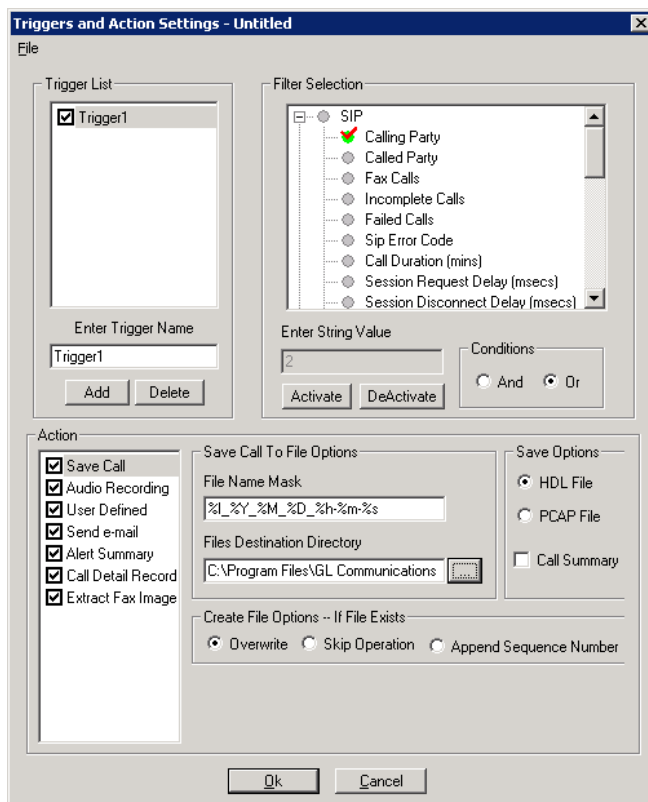 Triggers and Action Settings - Untitled
File
Trigger List
Trigger1
Enter Trigger Name
Trigger1
Add
Delete
Filter Selection
SIP
Calling Party
Called Party
Fax Calls
Incomplete Calls
Failed Calls
Sip Error Code
Call Duration (mins)
Session Request Delay (msecs)
Session Disconnect Delay (msecs)
Enter String Value
2
Activate
DeActivate
Conditions
And
Or
Action
Save Call
Audio Recording
User Defined
Send e-mail
Alert Summary
Call Detail Record
Extract Fax Image
Save Call To File Options
File Name Mask
%I_%Y_%M_%D_%h-%m-%s
Files Destination Directory
C:\Program Files\GL Communications
...
Save Options
HDL File
PCAP File
Call Summary
Create File Options -- If File Exists
Overwrite
Skip Operation
Append Sequence Number
Ok
Cancel